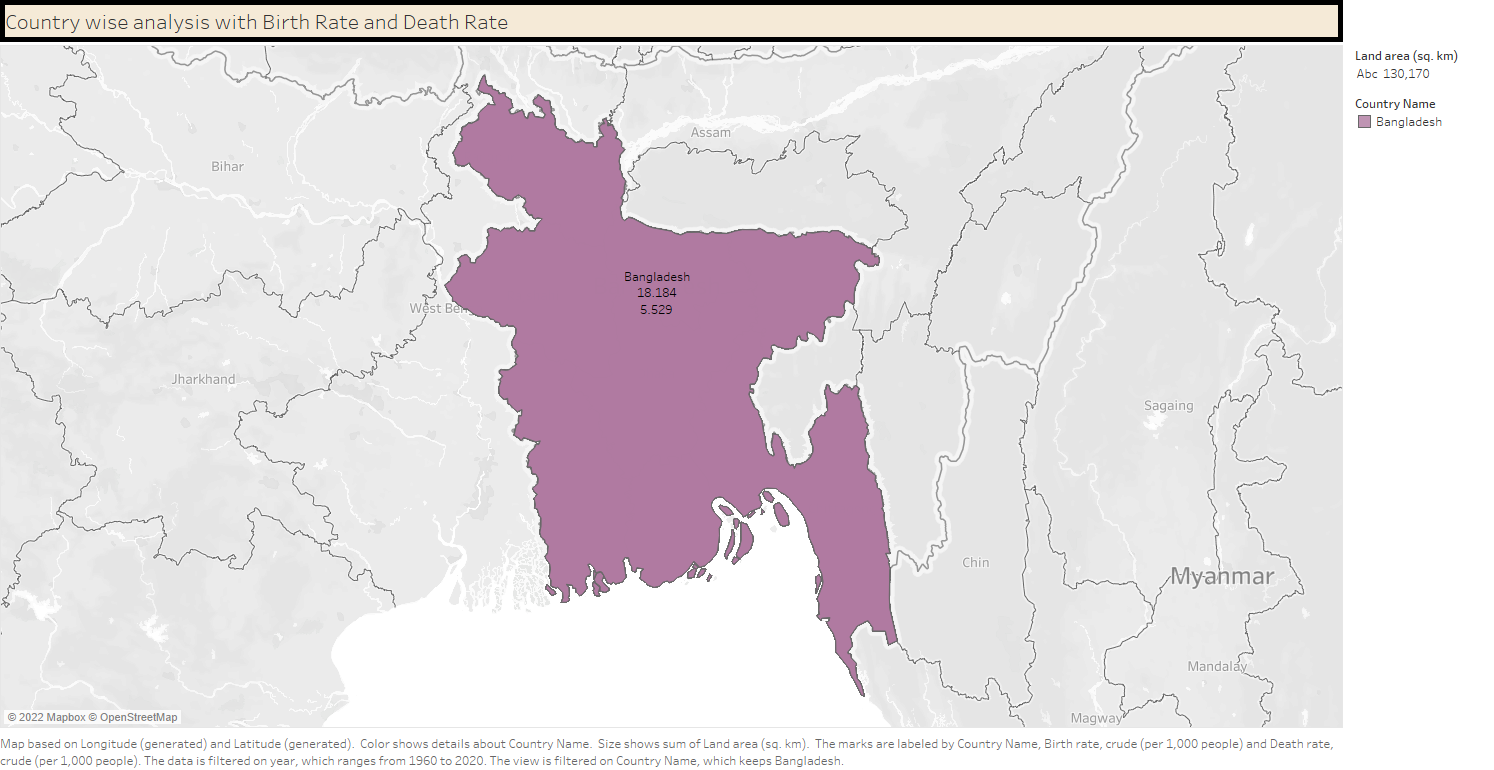 Country wise analysis with Birth Rate and Death Rate
Land area (sq. km)
Abc 130,170
Country Name
Bangladesh
Assam
Bihar
Bangladesh
18.184
5.529
West Ben
Jharkhand
Sagaing
Chin
Myanmar
Mandalay
Magway
© 2022 Mapbox © OpenStreetMap
Map based on Longitude (generated) and Latitude (generated).  Color shows details about Country Name.  Size shows sum of Land area (sq. km).  The marks are labeled by Country Name, Birth rate, crude (per 1,000 people) and Death rate,
crude (per 1,000 people). The data is filtered on year, which ranges from 1960 to 2020. The view is filtered on Country Name, which keeps Bangladesh.